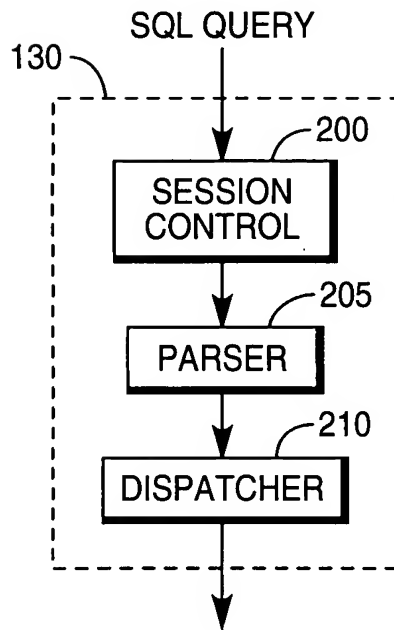 SQL QUERY
130
200
SESSION
CONTROL
205
PARSER
210
DISPATCHER